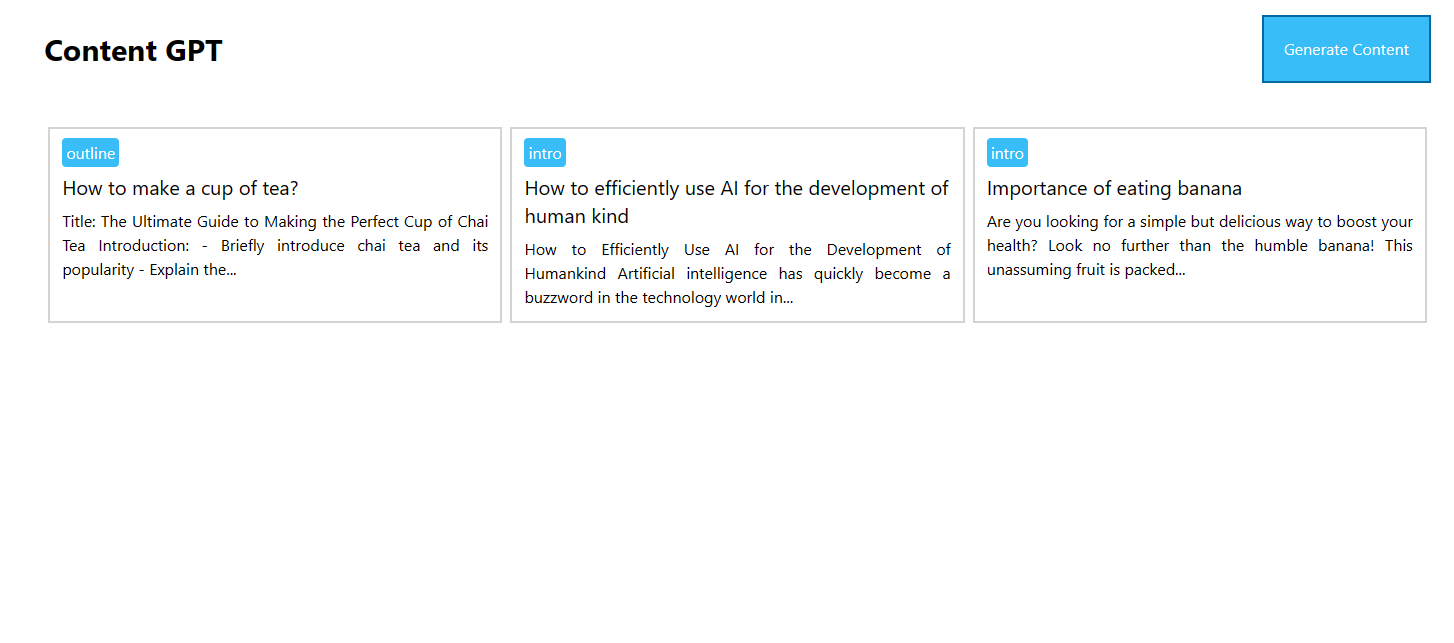 Content GPT
Generate Content
outline
How to make a cup of tea?
Title: The Ultimate Guide to Making the Perfect Cup of Chai
Tea Introduction: - Briefly introduce chai tea and its
popularity - Explain the...
intro
How to efficiently use AI for the development of
human kind
How to Efficiently Use AI for the Development of
Humankind Artificial intelligence has quickly become a
buzzword in the technology world in...
intro
Importance of eating banana
Are you looking for a simple but delicious way to boost your
health? Look no further than the humble banana! This
unassuming fruit is packed...